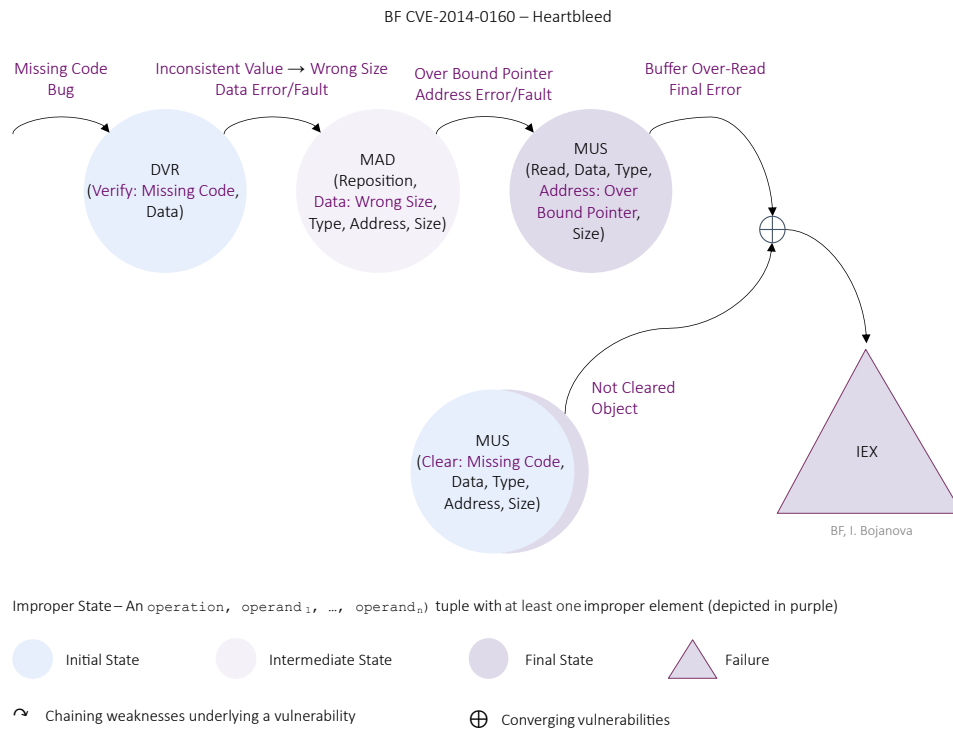 BF CVE-2014-0160 – Heartbleed
Missing Code
Bug
Inconsistent Value → Wrong Size
Data Error/Fault
Over Bound Pointer
Address Error/Fault
Buffer Over-Read
Final Error
DVR
(Verify: Missing Code,
Data)
MAD
(Reposition,
Data: Wrong Size,
Type, Address, Size)
MUS
(Read, Data, Type,
Address: Over
Bound Pointer,
Size)
Not Cleared
Object
MUS
(Clear: Missing Code,
Data, Type,
Address, Size)
IEX
BF, I. Bojanova
Improper State – An operation, operand1, …, operandn) tuple with at least one improper element (depicted in purple)
Initial State
Intermediate State
Final State
Failure
Chaining weaknesses underlying a vulnerability
Converging vulnerabilities